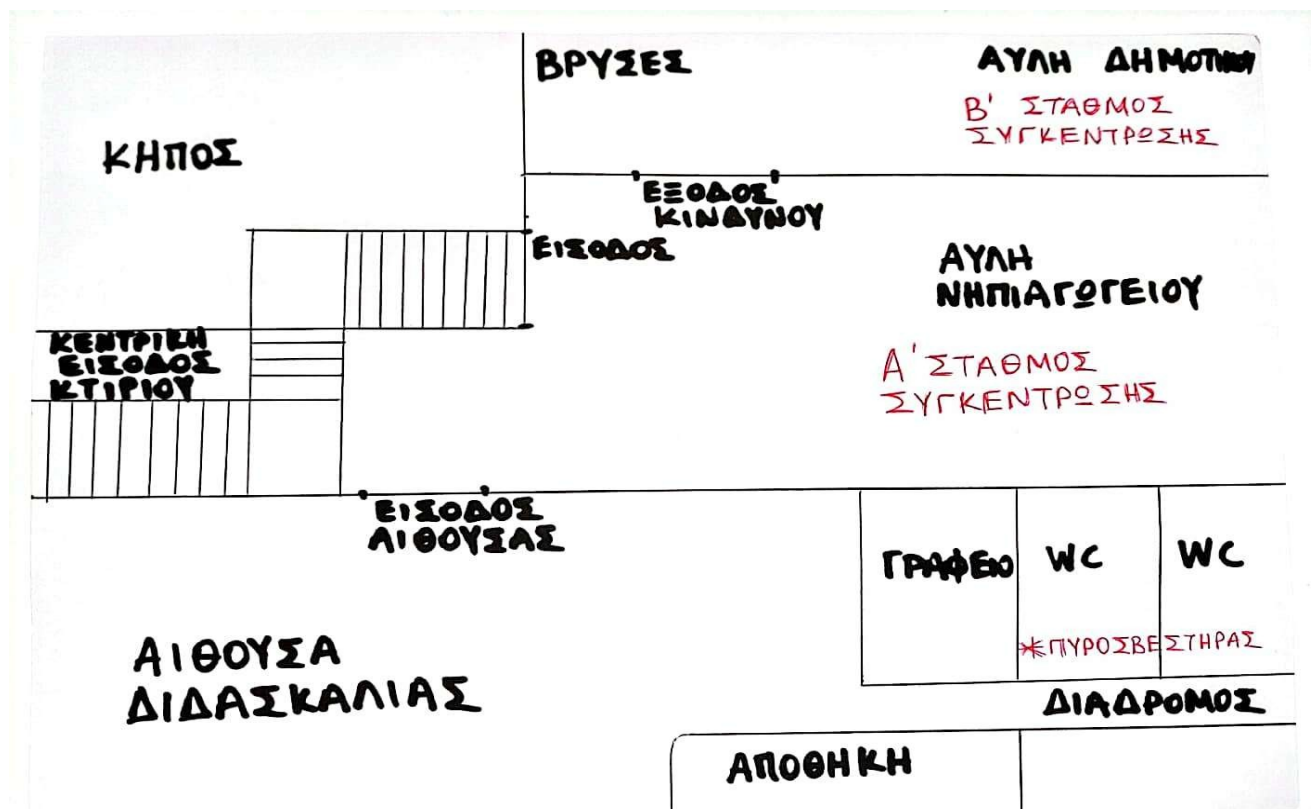 ΒΡΥΣΕΣ
ΑΥΛΗ ΔΗΜΟΤΙΚΟΥ
Β' ΣΤΑΘΜΟΣ
ΣΥΓΚΕΝΤΡΩΣΗΣ
ΚΗΠΟΣ
ΕΞΟΔΟΣ
ΚΙΝΔΥΝΟΥ
ΕΙΣΟΔΟΣ
ΑΥΛΗ
ΝΗΠΙΑΓΩΓΕΙΟΥ
ΚΕΝΤΡΙΚΗ
ΕΙΣΟΔΟΣ
ΚΤΙΡΙΟΥ
Α' ΣΤΑΘΜΟΣ
ΣΥΓΚΕΝΤΡΩΣΗΣ
ΕΙΣΟΔΟΣ
ΑΙΘΟΥΣΑΣ
ΓΡΑΦΕΙΟ
WC
WC
*ΠΥΡΟΣΒΕΣΤΗΡΑΣ
ΑΙΘΟΥΣΑ
ΔΙΔΑΣΚΑΛΙΑΣ
ΔΙΑΔΡΟΜΟΣ
ΑΠΟΘΗΚΗ